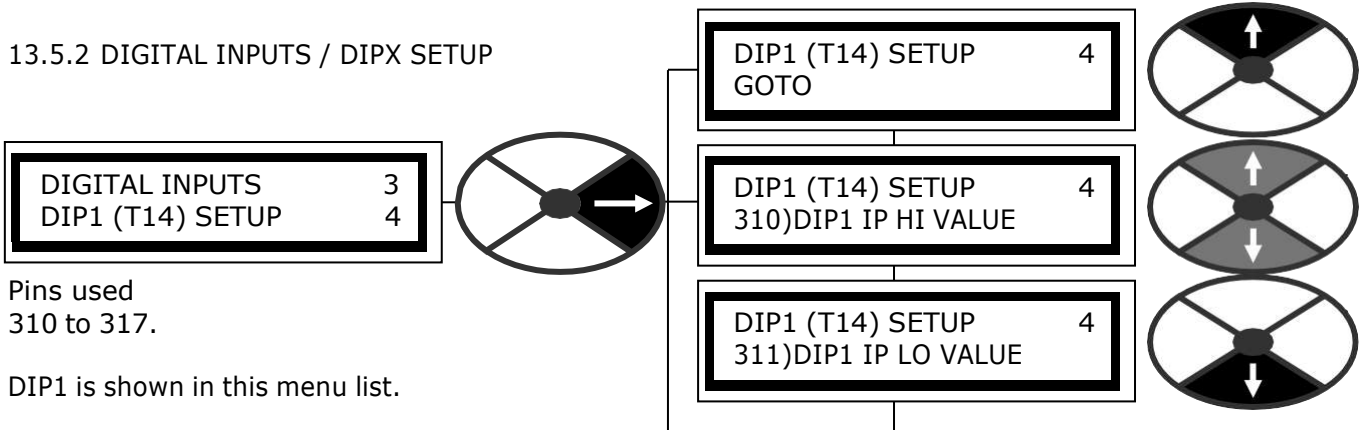 13.5.2 DIGITAL INPUTS / DIPX SETUP
DIGITAL INPUTS 3
DIP1 (T14) SETUP 4
Pins used
310 to 317.
DIP1 is shown in this menu list.
DIP1 (T14) SETUP 4
GOTO
DIP1 (T14) SETUP 4
310)DIP1 IP HI VALUE
DIP1 (T14) SETUP 4
311)DIP1 IP LO VALUE